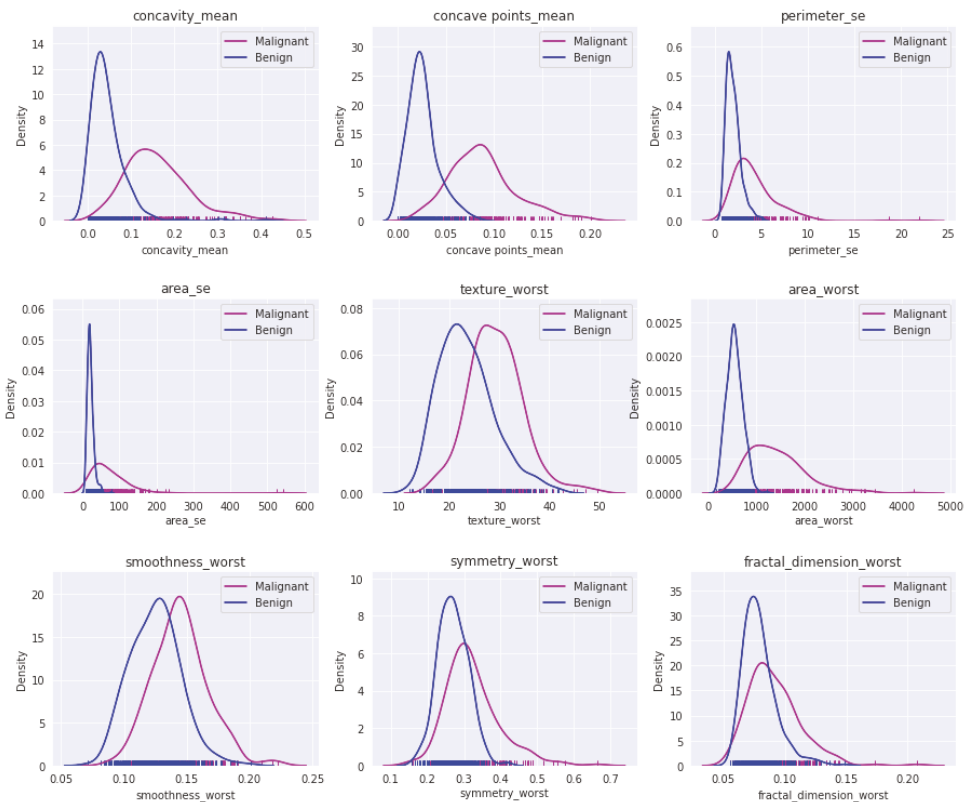 concavity_mean
Malignant
Benign
Density
14
12
10
8
6
4
2
0
0.0 0.1 0.2 0.3 0.4 0.5
concavity_mean
concave points_mean
Malignant
Benign
Density
30
25
20
15
10
5
0
0.00 0.05 0.10 0.15 0.20
concave points_mean
perimeter_se
Malignant
Benign
Density
0.6
0.5
0.4
0.3
0.2
0.1
0.0
0 5 10 15 20 25
perimeter_se
area_se
Malignant
Benign
Density
0.06
0.05
0.04
0.03
0.02
0.01
0.00
0 100 200 300 400 500 600
area_se
texture_worst
Malignant
Benign
Density
0.08
0.06
0.04
0.02
0.00
10 20 30 40 50
texture_worst
area_worst
Malignant
Benign
Density
0.0025
0.0020
0.0015
0.0010
0.0005
0.0000
0 1000 2000 3000 4000 5000
area_worst
smoothness_worst
Malignant
Benign
Density
20
15
10
5
0
0.05 0.10 0.15 0.20 0.25
smoothness_worst
symmetry_worst
Malignant
Benign
Density
10
8
6
4
2
0
0.1 0.2 0.3 0.4 0.5 0.6 0.7
symmetry_worst
fractal_dimension_worst
Malignant
Benign
Density
35
30
25
20
15
10
5
0
0.05 0.10 0.15 0.20
fractal_dimension_worst